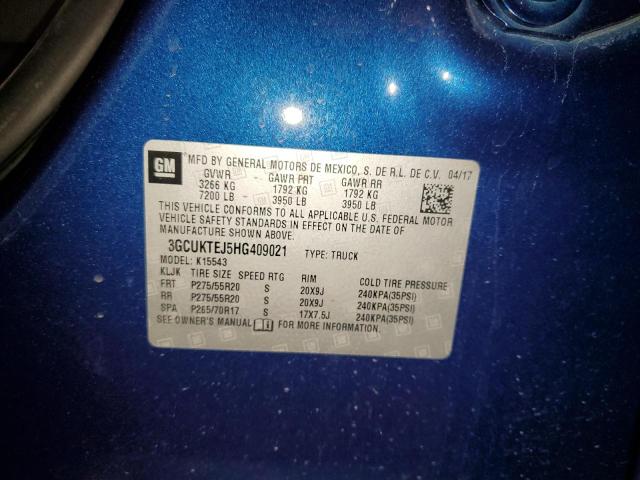 GM
MFD BY GENERAL MOTORS DE MEXICO, S. DE R.L. DE C.V. 04/17
GVWR - GAWR FRT GAWR RR
3266 KG - 1792 KG 1792 KG
7200 LB - 3950 LB 3950 LB
THIS VEHICLE CONFORMS TO ALL APPLICABLE U.S. FEDERAL MOTOR
VEHICLE SAFETY STANDARDS IN EFFECT ON THE DATE OF
MANUFACTURE SHOWN ABOVE.
3GCUKTEJ5HG409021 TYPE: TRUCK
MODEL: K15543
KLJK TIRE SIZE SPEED RTG RIM COLD TIRE PRESSURE
FRT P275/55R20 S 20X9J 240KPA(35PSI)
RR P275/55R20 S 20X9J 240KPA(35PSI)
SPA P265/70R17 S 17X7.5J 240KPA(35PSI)
SEE OWNER'S MANUAL FOR MORE INFORMATION.